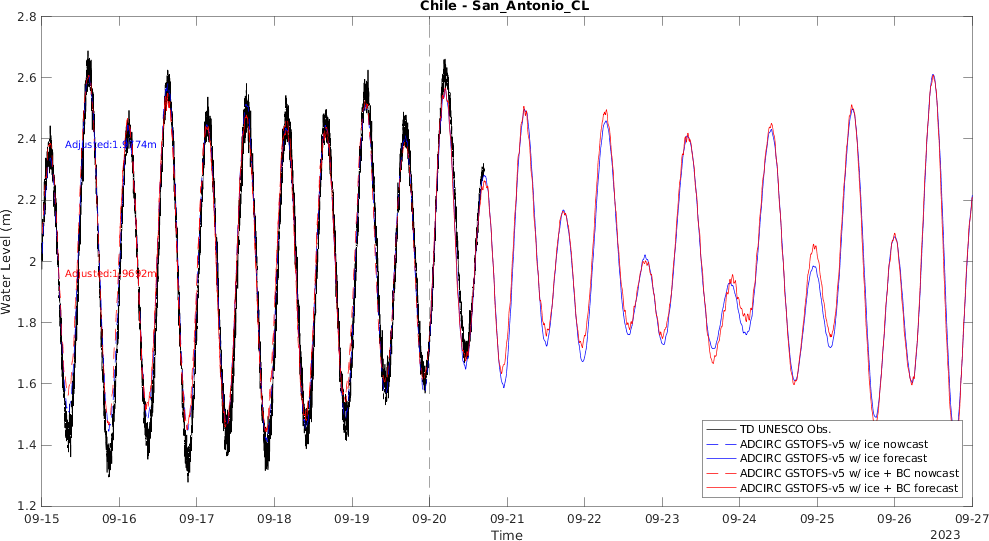 Chile - San_Antonio_CL
2.8
2.6
2.4
2.2
2
1.8
1.6
1.4
1.2
Water Level (m)
Adjusted:1.9174m
Adjusted:1.9692m
TD UNESCO Obs.
ADCIRC GSTOFS-v5 w/ ice nowcast
ADCIRC GSTOFS-v5 w/ ice forecast
ADCIRC GSTOFS-v5 w/ ice + BC nowcast
ADCIRC GSTOFS-v5 w/ ice + BC forecast
09-15 09-16 09-17 09-18 09-19 09-20 09-21 09-22 09-23 09-24 09-25 09-26 09-27
Time
2023